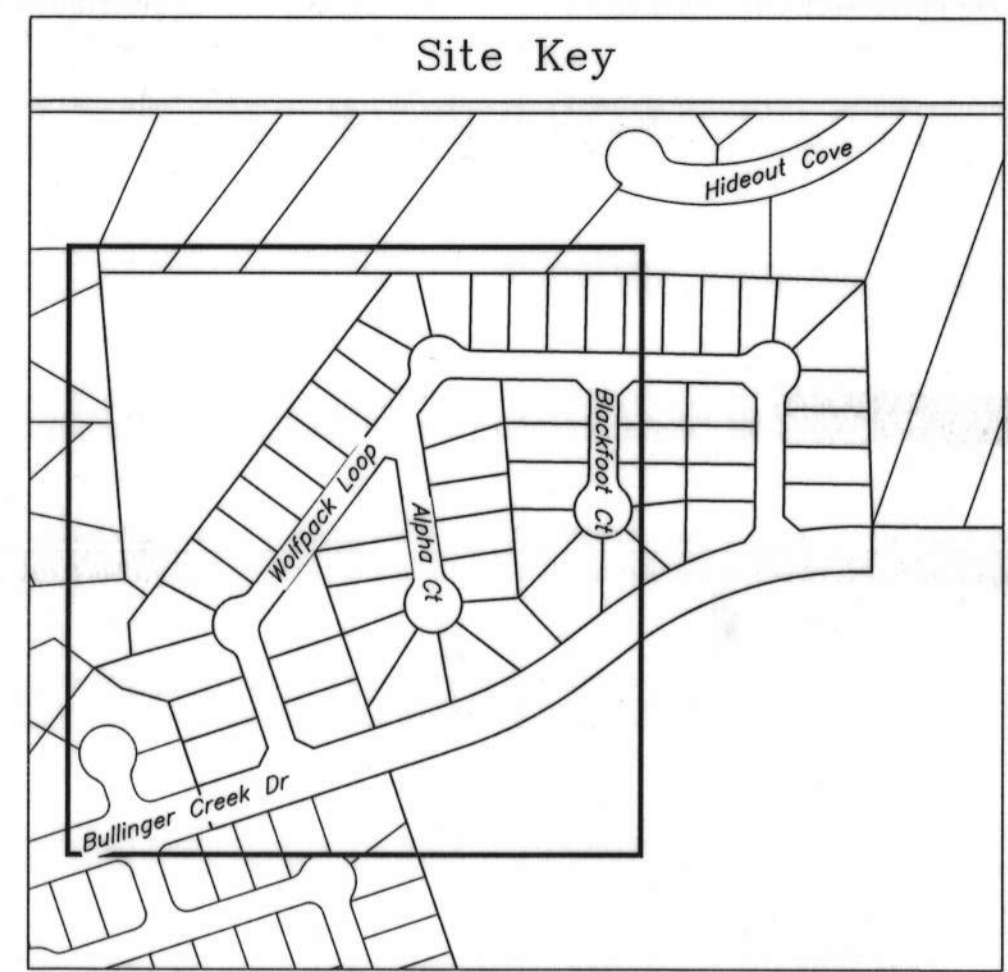 Site Key
Hideout Cove
Blackfoot Ct
Wolfpack Loop
Alpha Ct
Bullinger Creek Dr